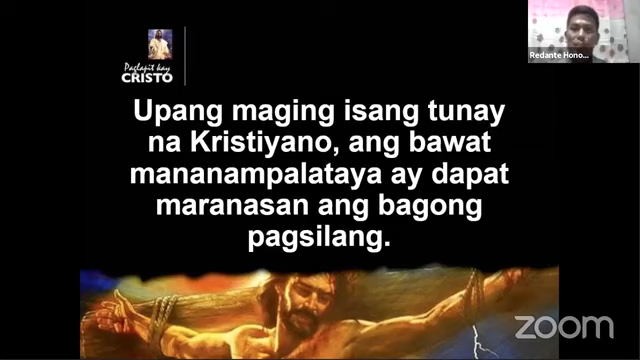 Redante Hono...
Paglapit kay
CRISTO
Upang maging isang tunay
na Kristiyano, ang bawat
mananampalataya ay dapat
maranasan ang bagong
pagsilang.
zoom